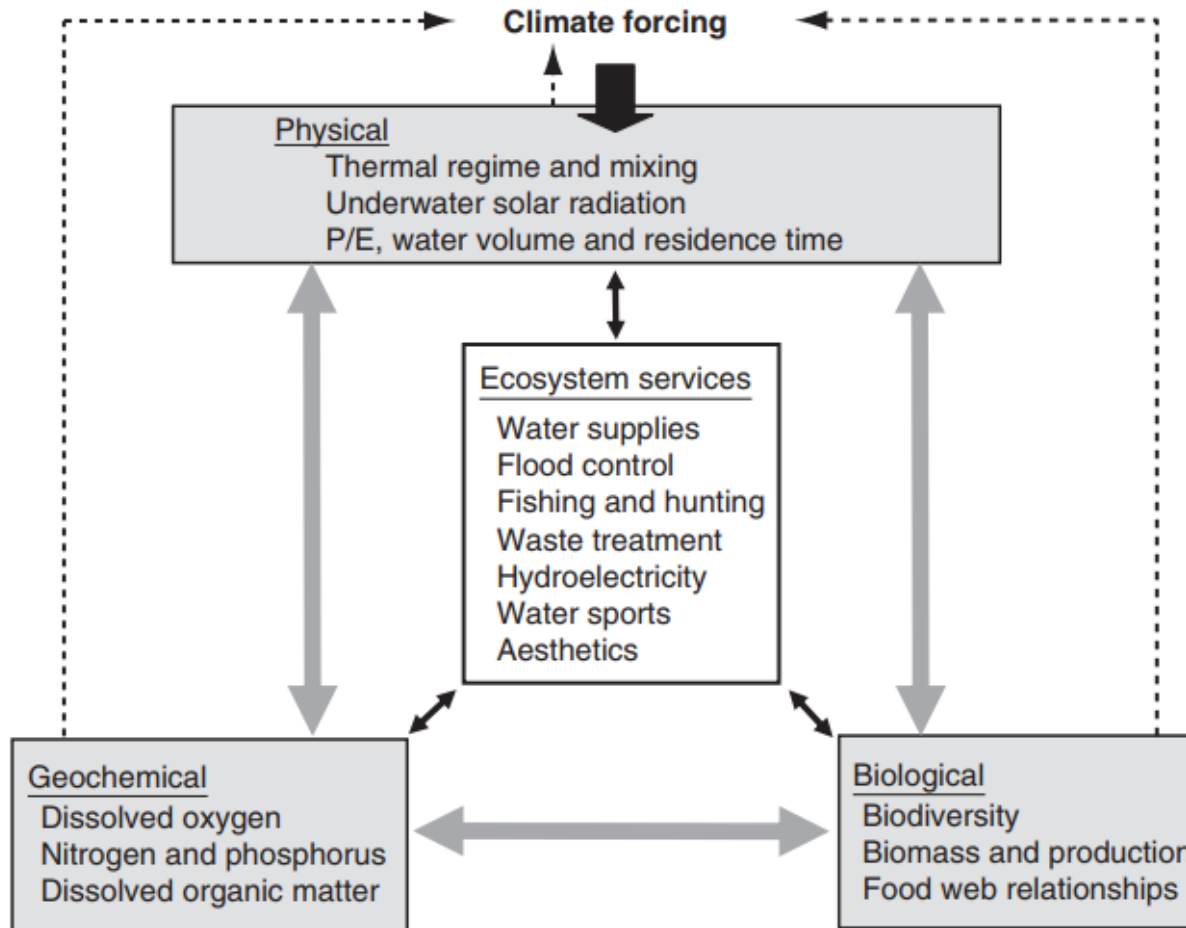 Climate forcing
Physical
Thermal regime and mixing
Underwater solar radiation
P/E, water volume and residence time
Ecosystem services
Water supplies
Flood control
Fishing and hunting
Waste treatment
Hydroelectricity
Water sports
Aesthetics
Geochemical
Dissolved oxygen
Nitrogen and phosphorus
Dissolved organic matter
Biological
Biodiversity
Biomass and production
Food web relationships